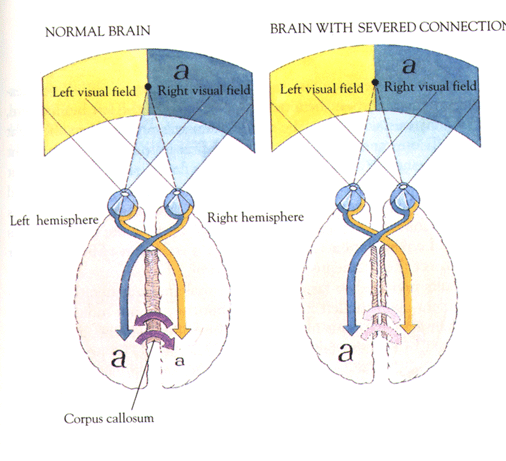 NORMAL BRAIN
BRAIN WITH SEVERED CONNECTION
a
Left visual field
Right visual field
Left hemisphere
Right hemisphere
a
a
Corpus callosum
a
Left visual field
Right visual field
a